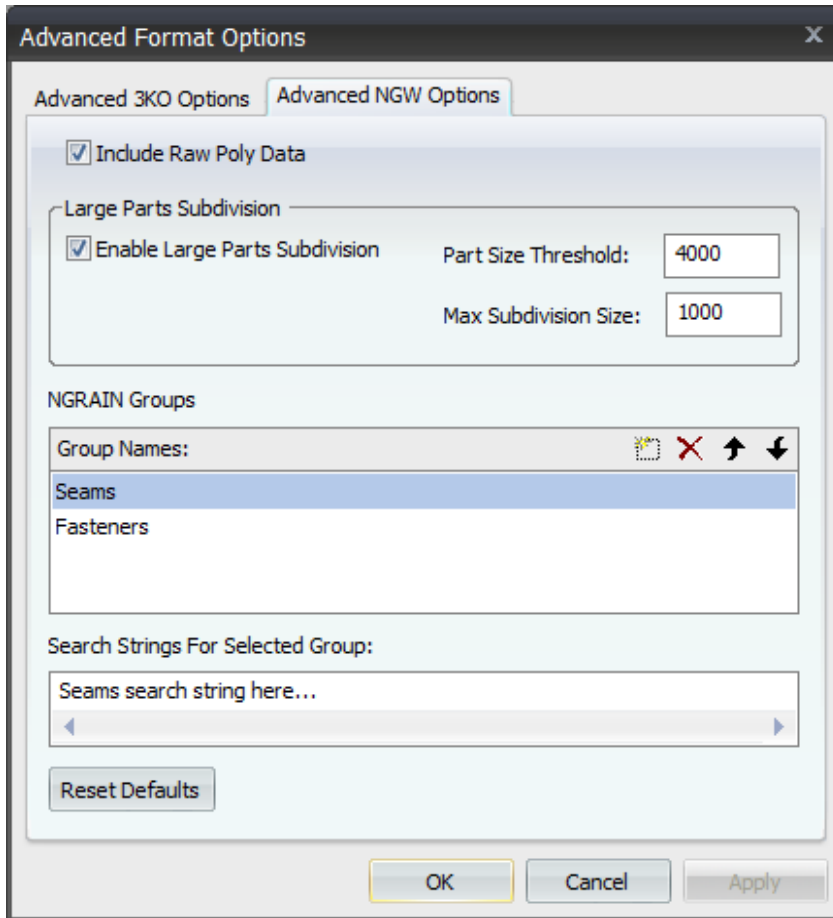 Advanced Format Options
Advanced 3KO Options
Advanced NGW Options
Include Raw Poly Data
Large Parts Subdivision
Enable Large Parts Subdivision
Part Size Threshold: 4000
Max Subdivision Size: 1000
NGRAIN Groups
Group Names:
Seams
Fasteners
Search Strings For Selected Group:
Seams search string here...
Reset Defaults
OK
Cancel
Apply